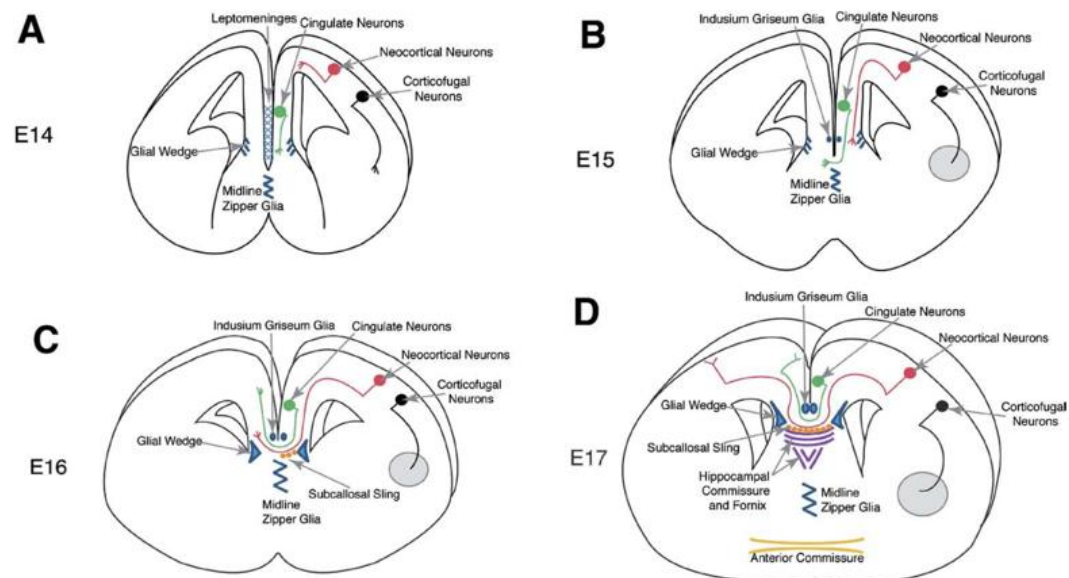 A
E14
Leptomeninges
Cingulate Neurons
Neocortical Neurons
Corticofugal
Neurons
Glial Wedge
Midline
Zipper Glia
B
E15
Indusium Griseum Glia
Cingulate Neurons
Neocortical Neurons
Corticofugal
Neurons
Glial Wedge
Midline
Zipper Glia
C
E16
Indusium Griseum Glia
Cingulate Neurons
Neocortical Neurons
Corticofugal
Neurons
Glial Wedge
Subcallosal Sling
Midline
Zipper Glia
D
E17
Indusium Griseum Glia
Cingulate Neurons
Neocortical Neurons
Glial Wedge
Corticofugal
Neurons
Subcallosal Sling
Hippocampal
Commissure
and Fornix
Midline
Zipper Glia
Anterior Commissure